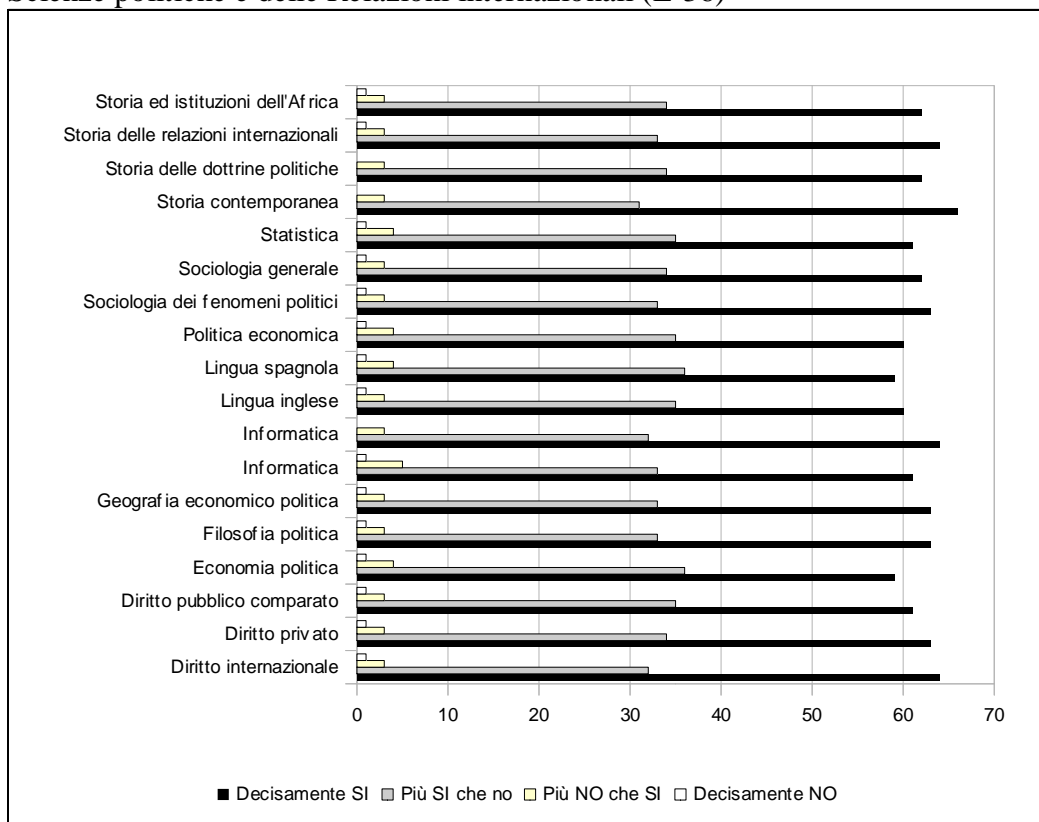 Scienze politiche e delle Relazioni internazionali (L-36)
Storia ed istituzioni dell'Africa
Storia delle relazioni internazionali
Storia delle dottrine politiche
Storia contemporanea
Statistica
Sociologia generale
Sociologia dei fenomeni politici
Politica economica
Lingua spagnola
Lingua inglese
Informatica
Informatica
Geografia economico politica
Filosofia politica
Economia politica
Diritto pubblico comparato
Diritto privato
Diritto internazionale
0 10 20 30 40 50 60 70
Decisamente SI Più SI che no Più NO che SI Decisamente NO